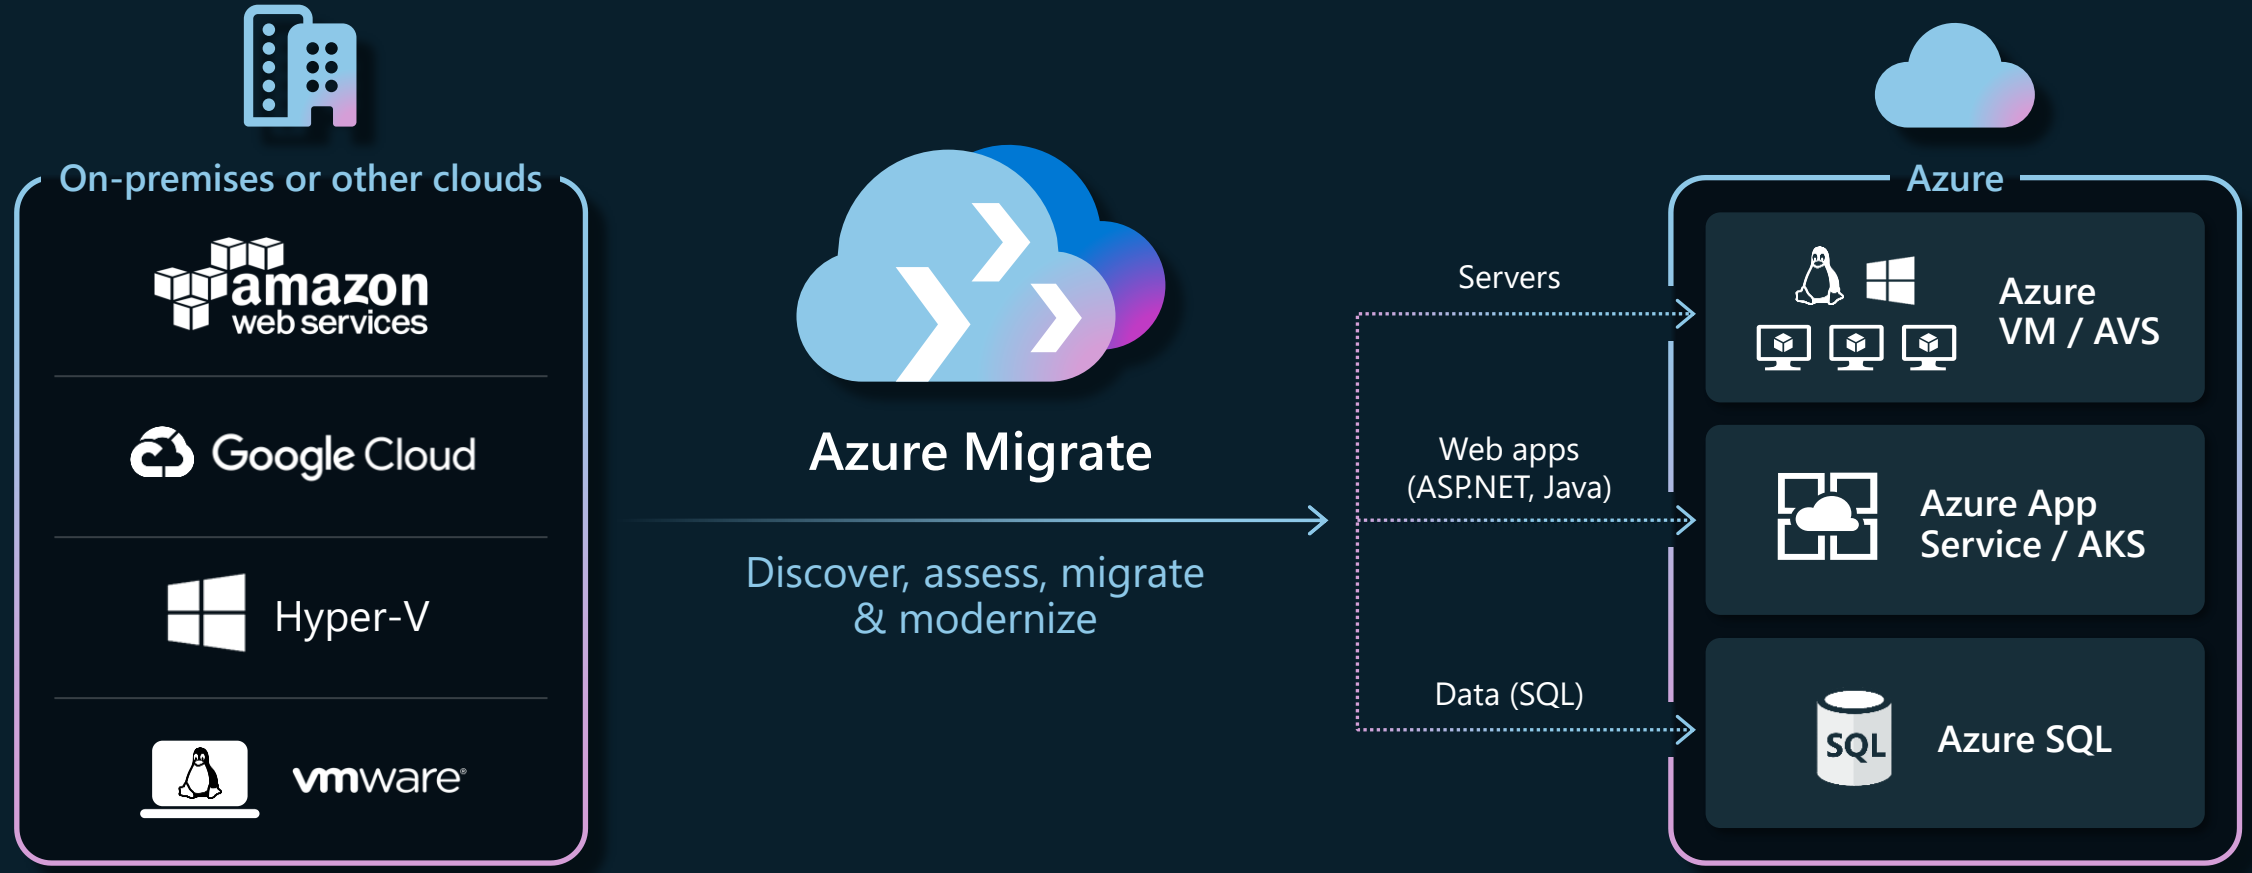 On-premises or other clouds
amazon
web services
Google Cloud
Hyper-V
vmware®
Azure Migrate
Discover, assess, migrate
& modernize
Servers
Web apps
(ASP.NET, Java)
Data (SQL)
Azure
Azure
VM / AVS
Azure App
Service / AKS
SQL
Azure SQL